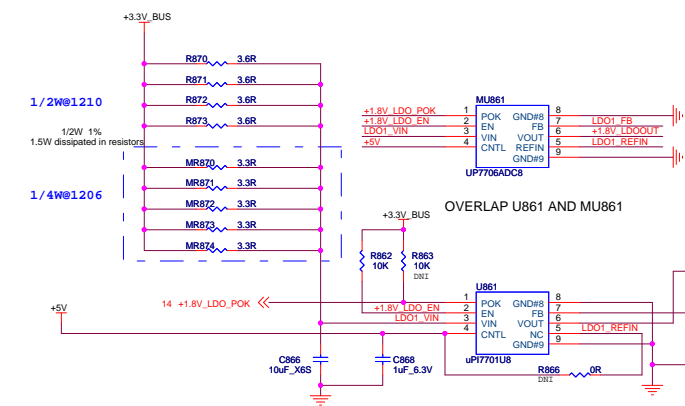 +3.3V_BUS
R870 3.6R
R871 3.6R
1/2W@1210
R872 3.6R
R873 3.6R
1/2W 1%
1.5W dissipated in resistors
MR870 3.3R
MR871 3.3R
1/4W@1206
MR872 3.3R
MR873 3.3R
MR874 3.3R
MU861
+1.8V_LDO_POK 1 POK GND#8 8
+1.8V_LDO_EN 2 EN FB 7 LDO1_FB
LDO1_VIN 3 VIN VOUT 6 +1.8V_LDOOUT
+5V 4 CNTL REFIN 5 LDO1_REFIN
GND#9 9
UP7706ADC8
OVERLAP U861 AND MU861
+3.3V_BUS
R862 10K
R863 10K
DNI
14 +1.8V_LDO_POK
+5V
U861
1 POK GND#8 8
+1.8V_LDO_EN 2 EN FB 7
LDO1_VIN 3 VIN VOUT 6
4 CNTL NC 5 LDO1_REFIN
GND#9 9
uPI7701U8
C866
10uF_X6S
C868
1uF_6.3V
R866 0R
DNI